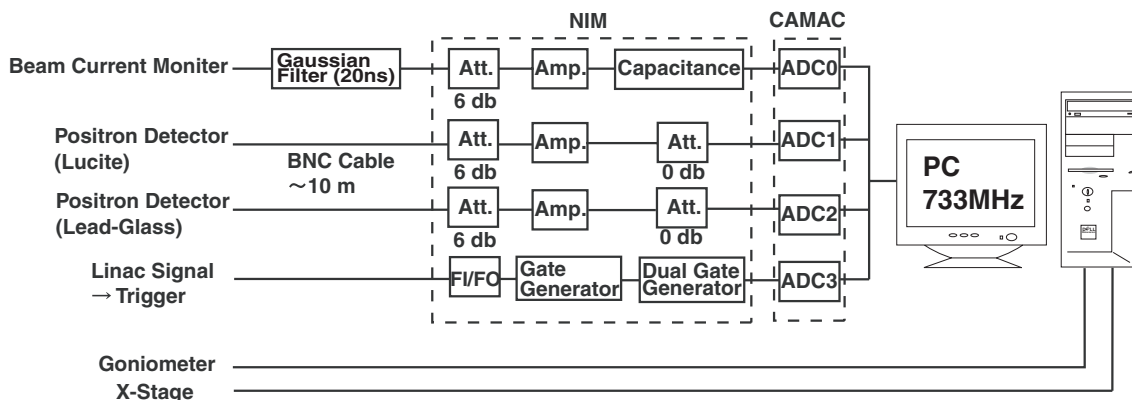 NIM
CAMAC
Beam Current Moniter
Gaussian
Filter (20ns)
Att.
6 db
Amp.
Capacitance
ADC0
Positron Detector
(Lucite)
BNC Cable
～10 m
Att.
6 db
Amp.
Att.
0 db
ADC1
Positron Detector
(Lead-Glass)
Att.
6 db
Amp.
Att.
0 db
ADC2
Linac Signal
→ Trigger
FI/FO
Gate
Generator
Dual Gate
Generator
ADC3
PC
733MHz
DELL
Goniometer
X-Stage